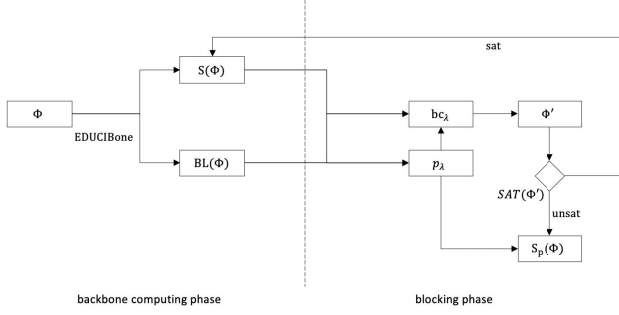 sat
S(Φ)
Φ
EDUCIBone
bc_λ
Φ′
BL(Φ)
p_λ
SAT(Φ′)
unsat
S_p(Φ)
backbone computing phase
blocking phase